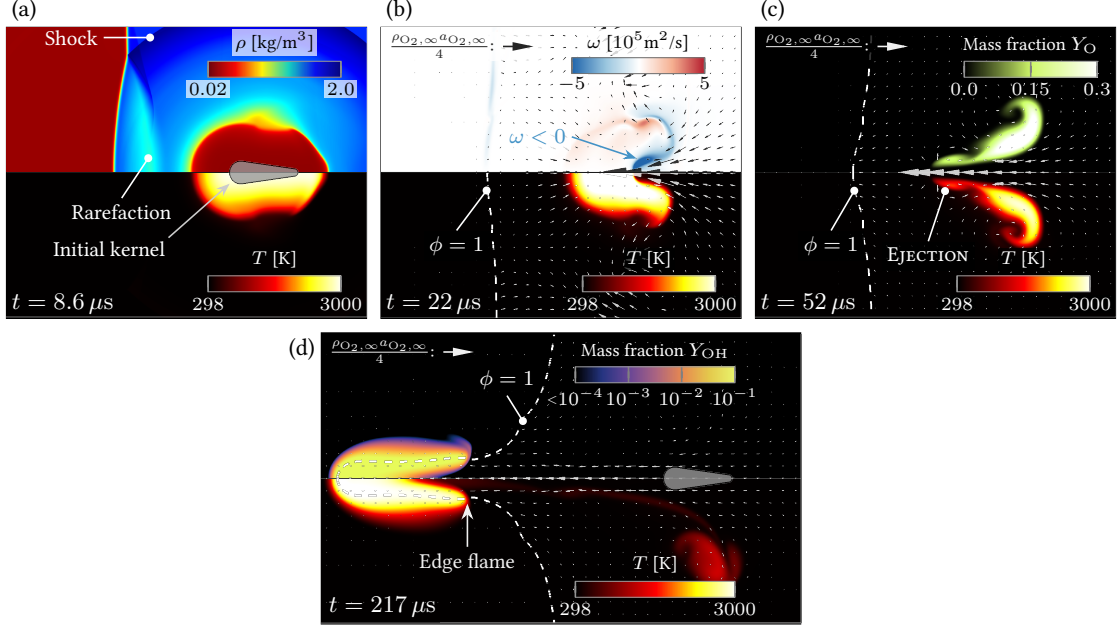 (a)
Shock
ρ [kg/m³]
0.02 2.0
Rarefaction
Initial kernel
T [K]
298 3000
t = 8.6 μs
(b)
ρO₂,∞ aO₂,∞ / 4 :
ω [10⁵m²/s]
−5 5
ω < 0
ϕ = 1
T [K]
298 3000
t = 22 μs
(c)
ρO₂,∞ aO₂,∞ / 4 :
Mass fraction Y_O
0.0 0.15 0.3
ϕ = 1
Ejection
T [K]
298 3000
t = 52 μs
(d)
ρO₂,∞ aO₂,∞ / 4 :
Mass fraction Y_OH
<10⁻⁴ 10⁻³ 10⁻² 10⁻¹
ϕ = 1
Edge flame
T [K]
298 3000
t = 217 μs